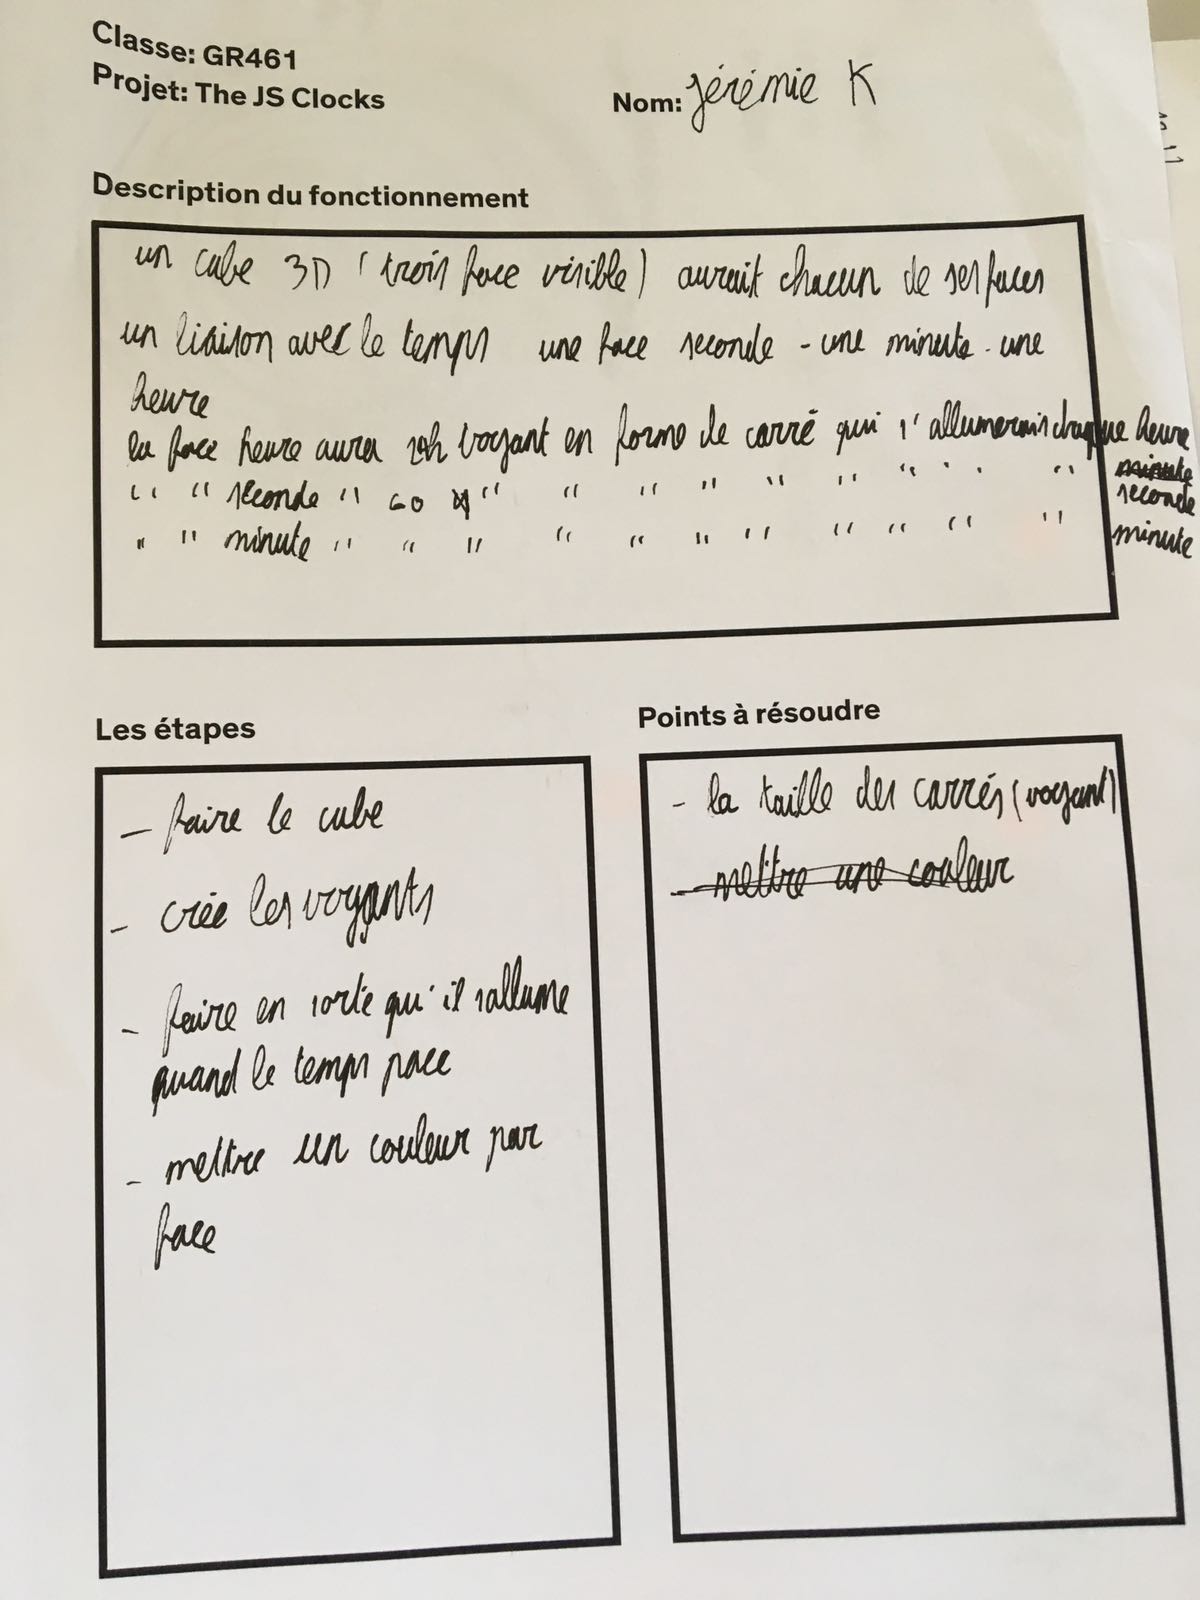 Classe: GR461
Projet: The JS Clocks
Nom: Jérémie K
Description du fonctionnement
un cube 3D (trois face visible) aurait chacun de ses faces
un liaison avec le temps une face seconde - une minute - une
heure
la face heure aura voyant en forme de carré qui s'allumerais chaque heure
" " seconde " 60 " " " " " " " " " " minute
seconde
" " minute " " " " " " " " " " " minute
Les étapes
- faire le cube
- crée les voyants
- faire en sorte qu'il sallume
quand le temps pace
- mettre un couleur par
face
Points à résoudre
- la taille des carrés (voyant)
- mettre une couleur